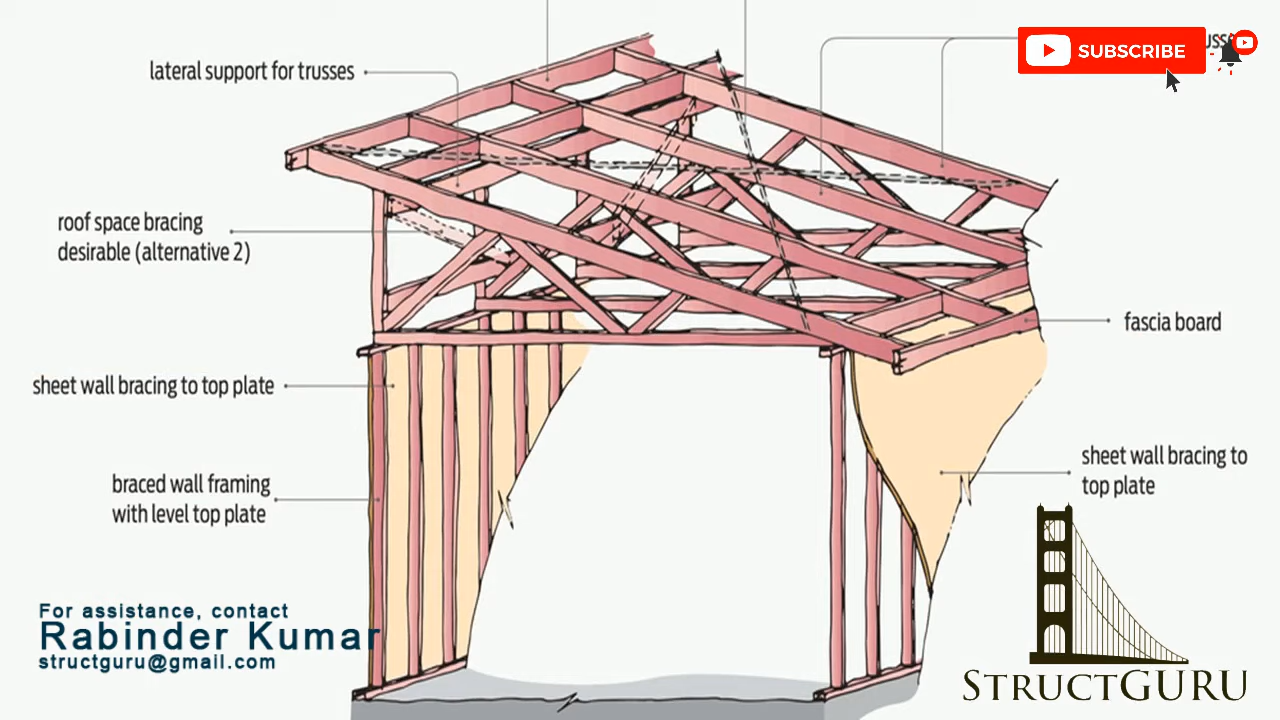 lateral support for trusses
SUBSCRIBE
roof space bracing
desirable (alternative 2)
fascia board
sheet wall bracing to top plate
sheet wall bracing to
top plate
braced wall framing
with level top plate
For assistance, contact
Rabinder Kumar
structguru@gmail.com
STRUCTGURU